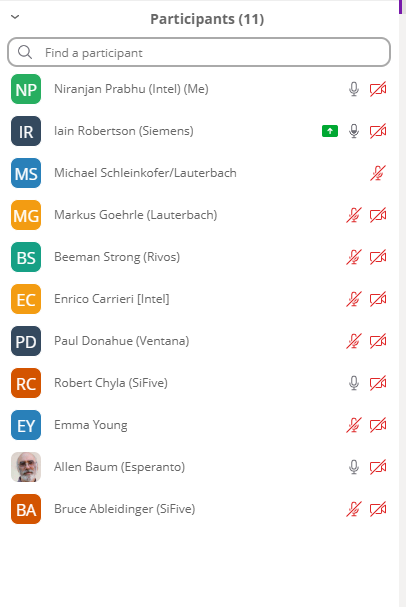 Participants (11)
Find a participant
NP Niranjan Prabhu (Intel) (Me)
IR Iain Robertson (Siemens)
MS Michael Schleinkofer/Lauterbach
MG Markus Goehrle (Lauterbach)
BS Beeman Strong (Rivos)
EC Enrico Carrieri [Intel]
PD Paul Donahue (Ventana)
RC Robert Chyla (SiFive)
EY Emma Young
Allen Baum (Esperanto)
BA Bruce Ableidinger (SiFive)